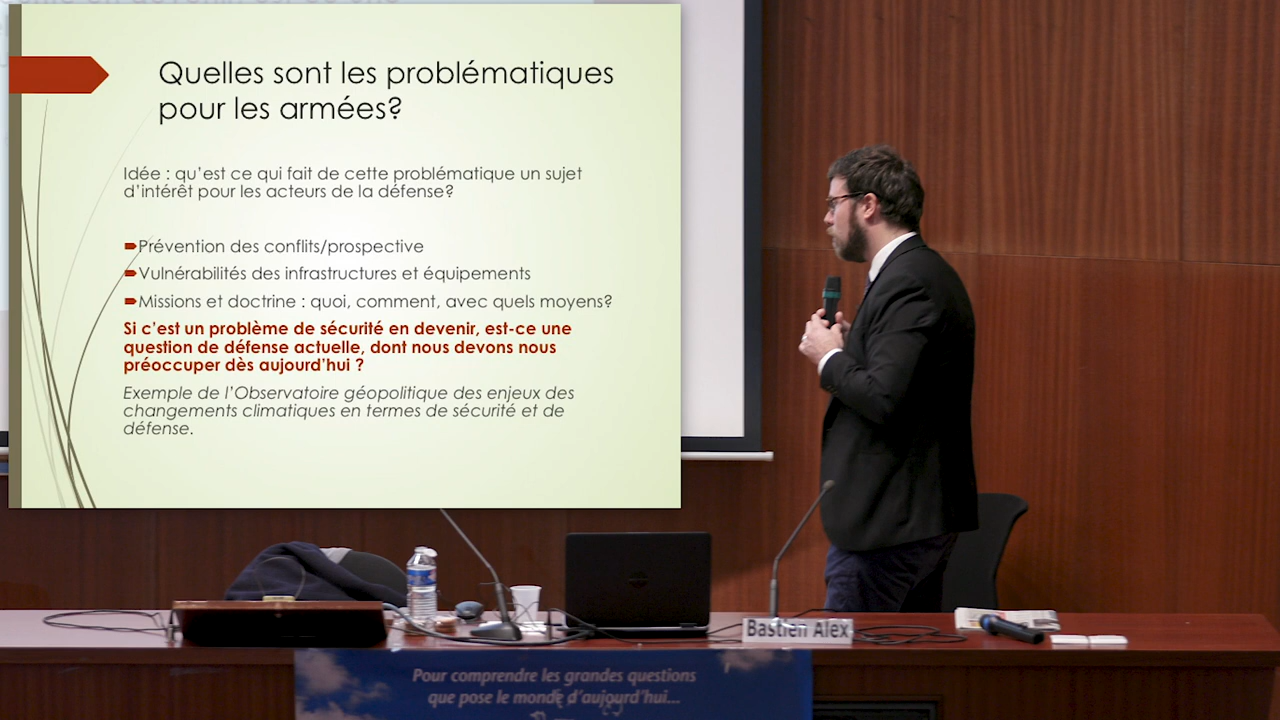 Quelles sont les problématiques
pour les armées?
Idée : qu'est ce qui fait de cette problématique un sujet
d'intérêt pour les acteurs de la défense?
Prévention des conflits/prospective
Vulnérabilités des infrastructures et équipements
Missions et doctrine : quoi, comment, avec quels moyens?
Si c'est un problème de sécurité en devenir, est-ce une
question de défense actuelle, dont nous devons nous
préoccuper dès aujourd'hui ?
Exemple de l'Observatoire géopolitique des enjeux des
changements climatiques en termes de sécurité et de
défense.
Bastien Alex
Pour comprendre les grandes questions
que pose le monde d'aujourd'hui...